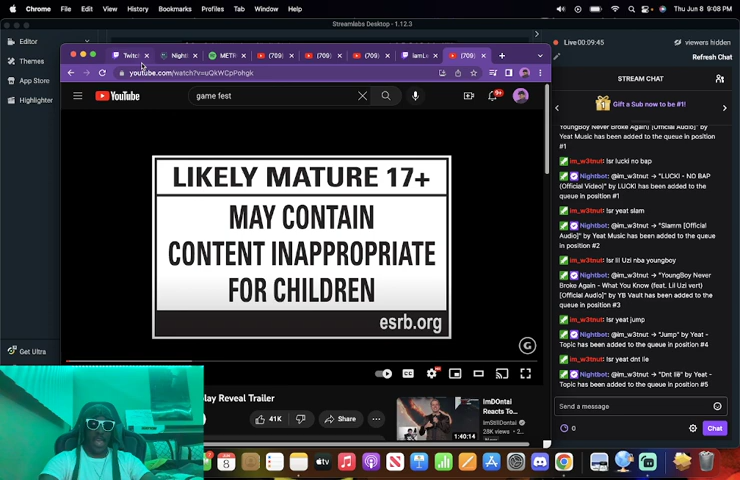 Chrome File Edit View History Bookmarks Profiles Tab Window Help
Thu Jun 8 9:08 PM
Streamlabs Desktop - 1.12.3
Editor
Themes
App Store
Highlighter
Get Ultra
Twitch
Night
METR
(709)
(709)
(709)
(709)
youtube.com/watch?v=uQkWCpPohgk
YouTube
game fest
9+
LIKELY MATURE 17+
MAY CONTAIN
CONTENT INAPPROPRIATE
FOR CHILDREN
esrb.org
play Reveal Trailer
41K
Share
ImDOntai
Reacts To...
ImStillDontai
28K views
1:40:14
Live 00:09:45
viewers hidden
Refresh Chat
STREAM CHAT
Gift a Sub now to be #1!
YoungBoy Never Broke Again) [Official Audio]" by
Yeat Music has been added to the queue in position
#1
im_w3tnut: !sr lucki no bap
Nightbot: @im_w3tnut -> "LUCKI - NO BAP
(Official Video)" by LUCKI has been added to the
queue in position #1
im_w3tnut: !sr yeat slam
Nightbot: @im_w3tnut -> "Slamm [Official
Audio]" by Yeat Music has been added to the queue
in position #2
im_w3tnut: !sr lil Uzi nba youngboy
Nightbot: @im_w3tnut -> "YoungBoy Never
Broke Again - What You Know (feat. Lil Uzi vert)
[Official Audio]" by YB Vault has been added to the
queue in position #3
im_w3tnut: !sr yeat jump
Nightbot: @im_w3tnut -> "Jump" by Yeat -
Topic has been added to the queue in position #4
im_w3tnut: !sr yeat dnt lie
Nightbot: @im_w3tnut -> "Dnt lië" by Yeat -
Topic has been added to the queue in position #5
Send a message
0
Chat